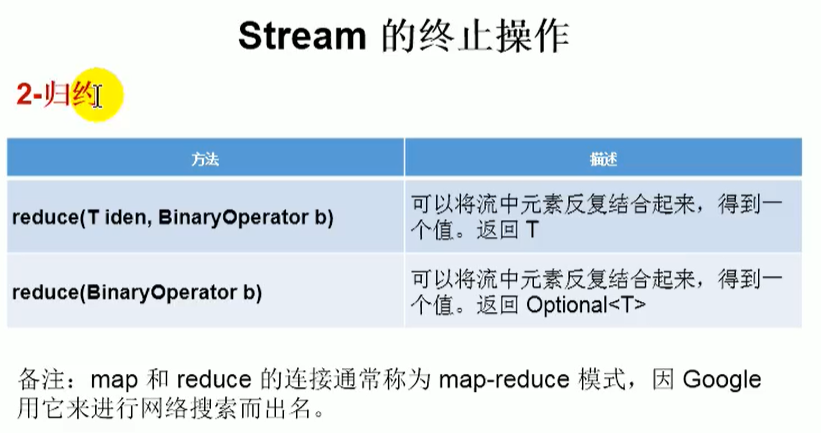 Stream 的终止操作
2-归约
方法
描述
reduce(T iden, BinaryOperator b)
可以将流中元素反复结合起来，得到一
个值。返回 T
reduce(BinaryOperator b)
可以将流中元素反复结合起来，得到一
个值。返回 Optional<T>
备注：map 和 reduce 的连接通常称为 map-reduce 模式，因 Google
用它来进行网络搜索而出名。